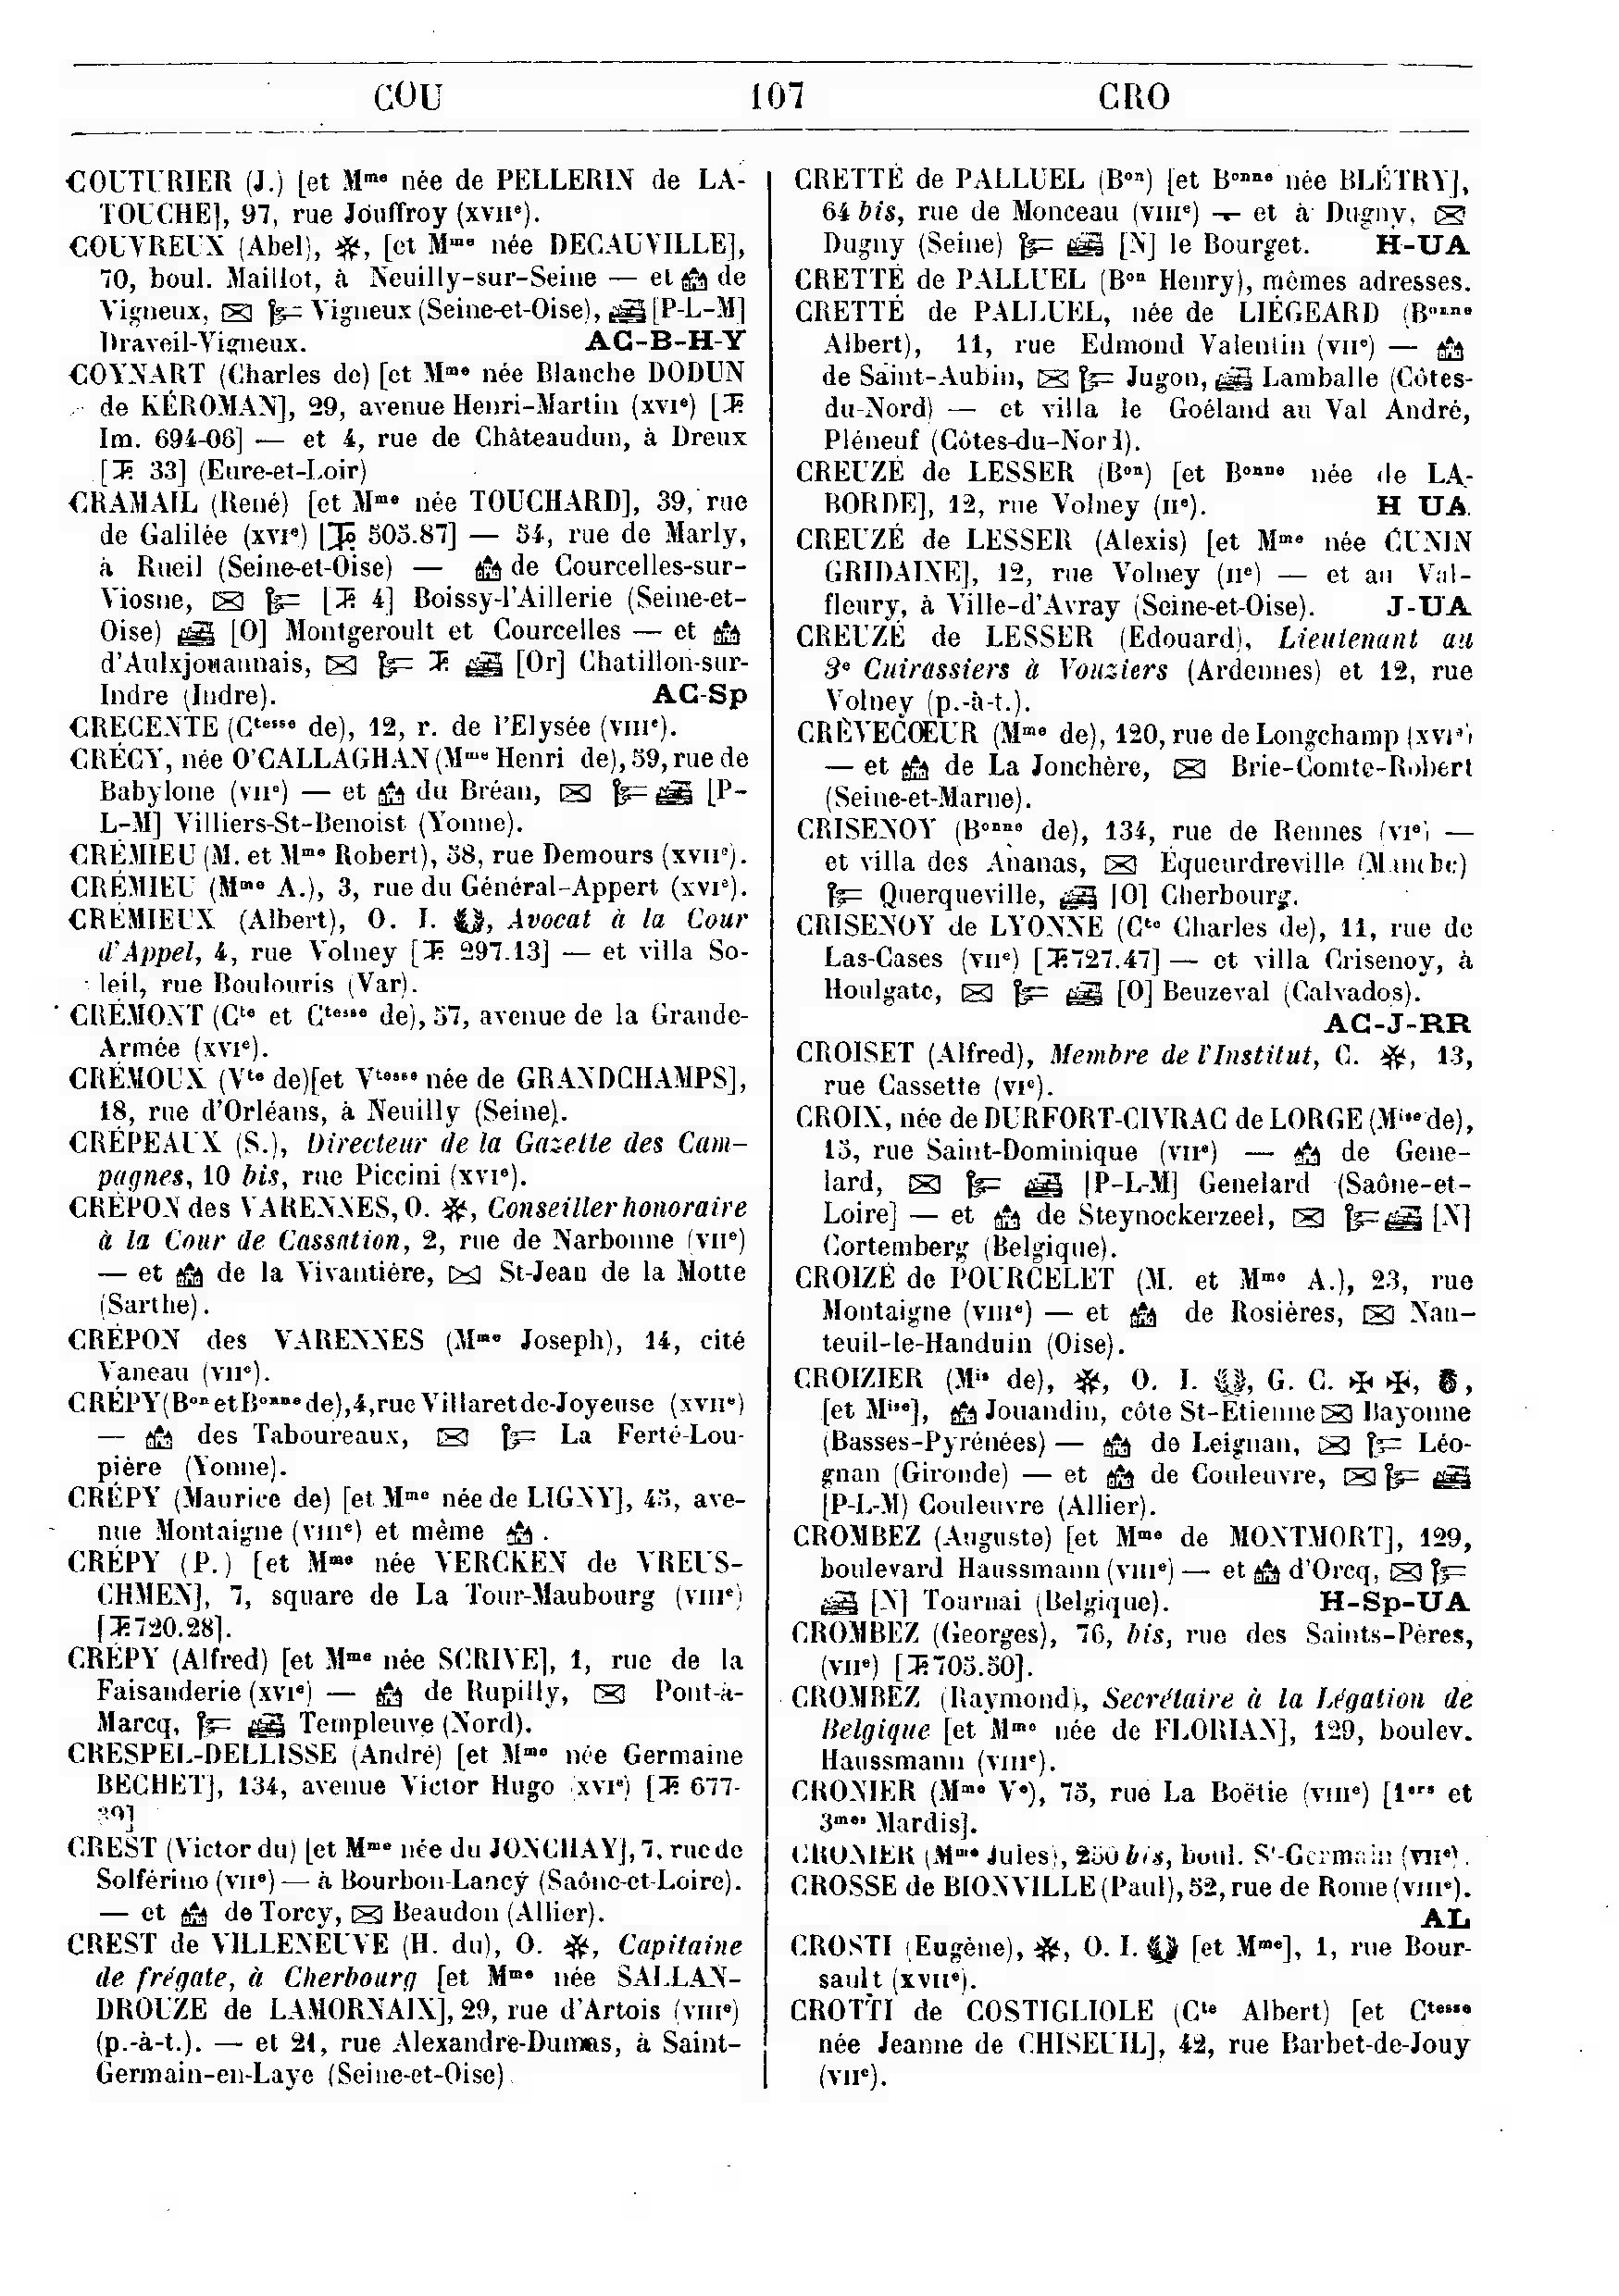 COU 107 CRO
COUTURIER (J.) [et Mme née de PELLERIN de LA-
TOUCHE], 97, rue Jouffroy (XVIIe).
COUVREUX (Abel), ✻, [et Mme née DECAUVILLE],
70, boul. Maillot, à Neuilly-sur-Seine — et de
Vigneux, Vigneux (Seine-et-Oise), [P-L-M]
Draveil-Vigneux. AC-B-H-Y
COYNART (Charles de) [et Mme née Blanche DODUN
de KÉROMAN], 29, avenue Henri-Martin (XVIe) [T.
Im. 694-06] — et 4, rue de Châteaudun, à Dreux
[T. 33] (Eure-et-Loir)
CRAMAIL (René) [et Mme née TOUCHARD], 39, rue
de Galilée (XVIe) [T. 505.87] — 54, rue de Marly,
à Rueil (Seine-et-Oise) — de Courcelles-sur-
Viosne, [T. 4] Boissy-l'Aillerie (Seine-et-
Oise) [O] Montgeroult et Courcelles — et
d'Aulxjouannais, T. [Or] Chatillon-sur-
Indre (Indre). AC-Sp
CRECENTE (Ctesse de), 12, r. de l'Elysée (VIIIe).
CRÉCY, née O'CALLAGHAN (Mme Henri de), 59, rue de
Babylone (VIIe) — et du Bréau, [P-
L-M] Villiers-St-Benoist (Yonne).
CRÉMIEU (M. et Mme Robert), 58, rue Demours (XVIIe).
CRÉMIEU (Mme A.), 3, rue du Général-Appert (XVIe).
CRÉMIEUX (Albert), O. I. , Avocat à la Cour
d'Appel, 4, rue Volney [T. 297.13] — et villa So-
leil, rue Boulouris (Var).
CRÉMONT (Cte et Ctesse de), 57, avenue de la Grande-
Armée (XVIe).
CRÉMOUX (Vte de) [et Vtesse née de GRANDCHAMPS],
18, rue d'Orléans, à Neuilly (Seine).
CRÉPEAUX (S.), Directeur de la Gazette des Cam-
pagnes, 10 bis, rue Piccini (XVIe).
CRÉPON des VARENNES, O. ✻, Conseiller honoraire
à la Cour de Cassation, 2, rue de Narbonne (VIIe)
— et de la Vivantière, St-Jean de la Motte
(Sarthe).
CRÉPON des VARENNES (Mme Joseph), 14, cité
Vaneau (VIIe).
CRÉPY (Bon et Bonne de), 4, rue Villaret de-Joyeuse (XVIIe)
— des Taboureaux, La Ferté-Lou-
pière (Yonne).
CRÉPY (Maurice de) [et Mme née de LIGNY], 45, ave-
nue Montaigne (VIIIe) et même .
CRÉPY (P.) [et Mme née VERCKEN de VREUS-
CHMEN], 7, square de La Tour-Maubourg (VIIIe)
[T. 720.28].
CRÉPY (Alfred) [et Mme née SCRIVE], 1, rue de la
Faisanderie (XVIe) — de Rupilly, Pont-à-
Marcq, Templeuve (Nord).
CRESPEL-DELLISSE (André) [et Mme née Germaine
BECHET], 134, avenue Victor Hugo (XVIe) [T. 677-
39]
CREST (Victor du) [et Mme née du JONCHAY], 7, rue de
Solférino (VIIe) — à Bourbon-Lancy (Saône-et-Loire).
— et de Torcy, Beaudon (Allier).
CREST de VILLENEUVE (H. du), O. ✻, Capitaine
de frégate, à Cherbourg [et Mme née SALLAN-
DROUZE de LAMORNAIX], 29, rue d'Artois (VIIIe)
(p.-à-t.). — et 21, rue Alexandre-Dumas, à Saint-
Germain-en-Laye (Seine-et-Oise)
CRETTÉ de PALLUEL (Bon) [et Bonne née BLÉTRY],
64 bis, rue de Monceau (VIIIe) — et à Dugny,
Dugny (Seine) [N] le Bourget. H-UA
CRETTÉ de PALLUEL (Bon Henry), mêmes adresses.
CRETTÉ de PALLUEL, née de LIÉGEARD (Bonne
Albert), 11, rue Edmond Valentin (VIIe) —
de Saint-Aubin, Jugon, Lamballe (Côtes-
du-Nord) — et villa le Goéland au Val André,
Pléneuf (Côtes-du-Nord).
CREUZÉ de LESSER (Bon) [et Bonne née de LA-
BORDE], 12, rue Volney (IIe). H UA
CREUZÉ de LESSER (Alexis) [et Mme née CUNIN
GRIDAINE], 12, rue Volney (IIe) — et au Val-
fleury, à Ville-d'Avray (Seine-et-Oise). J-UA
CREUZÉ de LESSER (Edouard), Lieutenant au
3e Cuirassiers à Vouziers (Ardennes) et 12, rue
Volney (p.-à-t.).
CRÈVECŒUR (Mme de), 120, rue de Longchamp (XVIe)
— et de La Jonchère, Brie-Comte-Robert
(Seine-et-Marne).
CRISENOY (Bonne de), 134, rue de Rennes (VIe) —
et villa des Ananas, Equeurdreville (Manche)
Querqueville, [O] Cherbourg.
CRISENOY de LYONNE (Cte Charles de), 11, rue de
Las-Cases (VIIe) [T. 727.47] — et villa Crisenoy, à
Houlgate, [O] Beuzeval (Calvados).
AC-J-RR
CROISET (Alfred), Membre de l'Institut, C. ✻, 13,
rue Cassette (VIe).
CROIX, née de DURFORT-CIVRAC de LORGE (Mise de),
15, rue Saint-Dominique (VIIe) — de Gene-
lard, [P-L-M] Genelard (Saône-et-
Loire] — et de Steynockerzeel, [N]
Cortemberg (Belgique).
CROIZÉ de POURCELET (M. et Mme A.), 23, rue
Montaigne (VIIIe) — et de Rosières, Nan-
teuil-le-Handuin (Oise).
CROIZIER (Mis de), ✻, O. I. , G. C. ✠ ✠, ,
[et Mise], Jouandin, côte St-Etienne Bayonne
(Basses-Pyrénées) — de Leignan, Léo-
gnan (Gironde) — et de Couleuvre,
[P-L-M) Couleuvre (Allier).
CROMBEZ (Auguste) [et Mme de MONTMORT], 129,
boulevard Haussmann (VIIIe) — et d'Orcq,
[N] Tournai (Belgique). H-Sp-UA
CROMBEZ (Georges), 76, bis, rue des Saints-Pères,
(VIIe) [T. 705.50].
CROMBEZ (Raymond), Secrétaire à la Légation de
Belgique [et Mme née de FLORIAN], 129, boulev.
Haussmann (VIIIe).
CRONIER (Mme Ve), 75, rue La Boëtie (VIIIe) [1ers et
3mes Mardis].
CRONIER (Mme Jules), 250 bis, boul. St-Germain (VIIe).
CROSSE de BIONVILLE (Paul), 52, rue de Rome (VIIIe).
AL
CROSTI (Eugène), ✻, O. I. [et Mme], 1, rue Bour-
sault (XVIIe).
CROTTI de COSTIGLIOLE (Cte Albert) [et Ctesse
née Jeanne de CHISEUIL], 42, rue Barbet-de-Jouy
(VIIe).